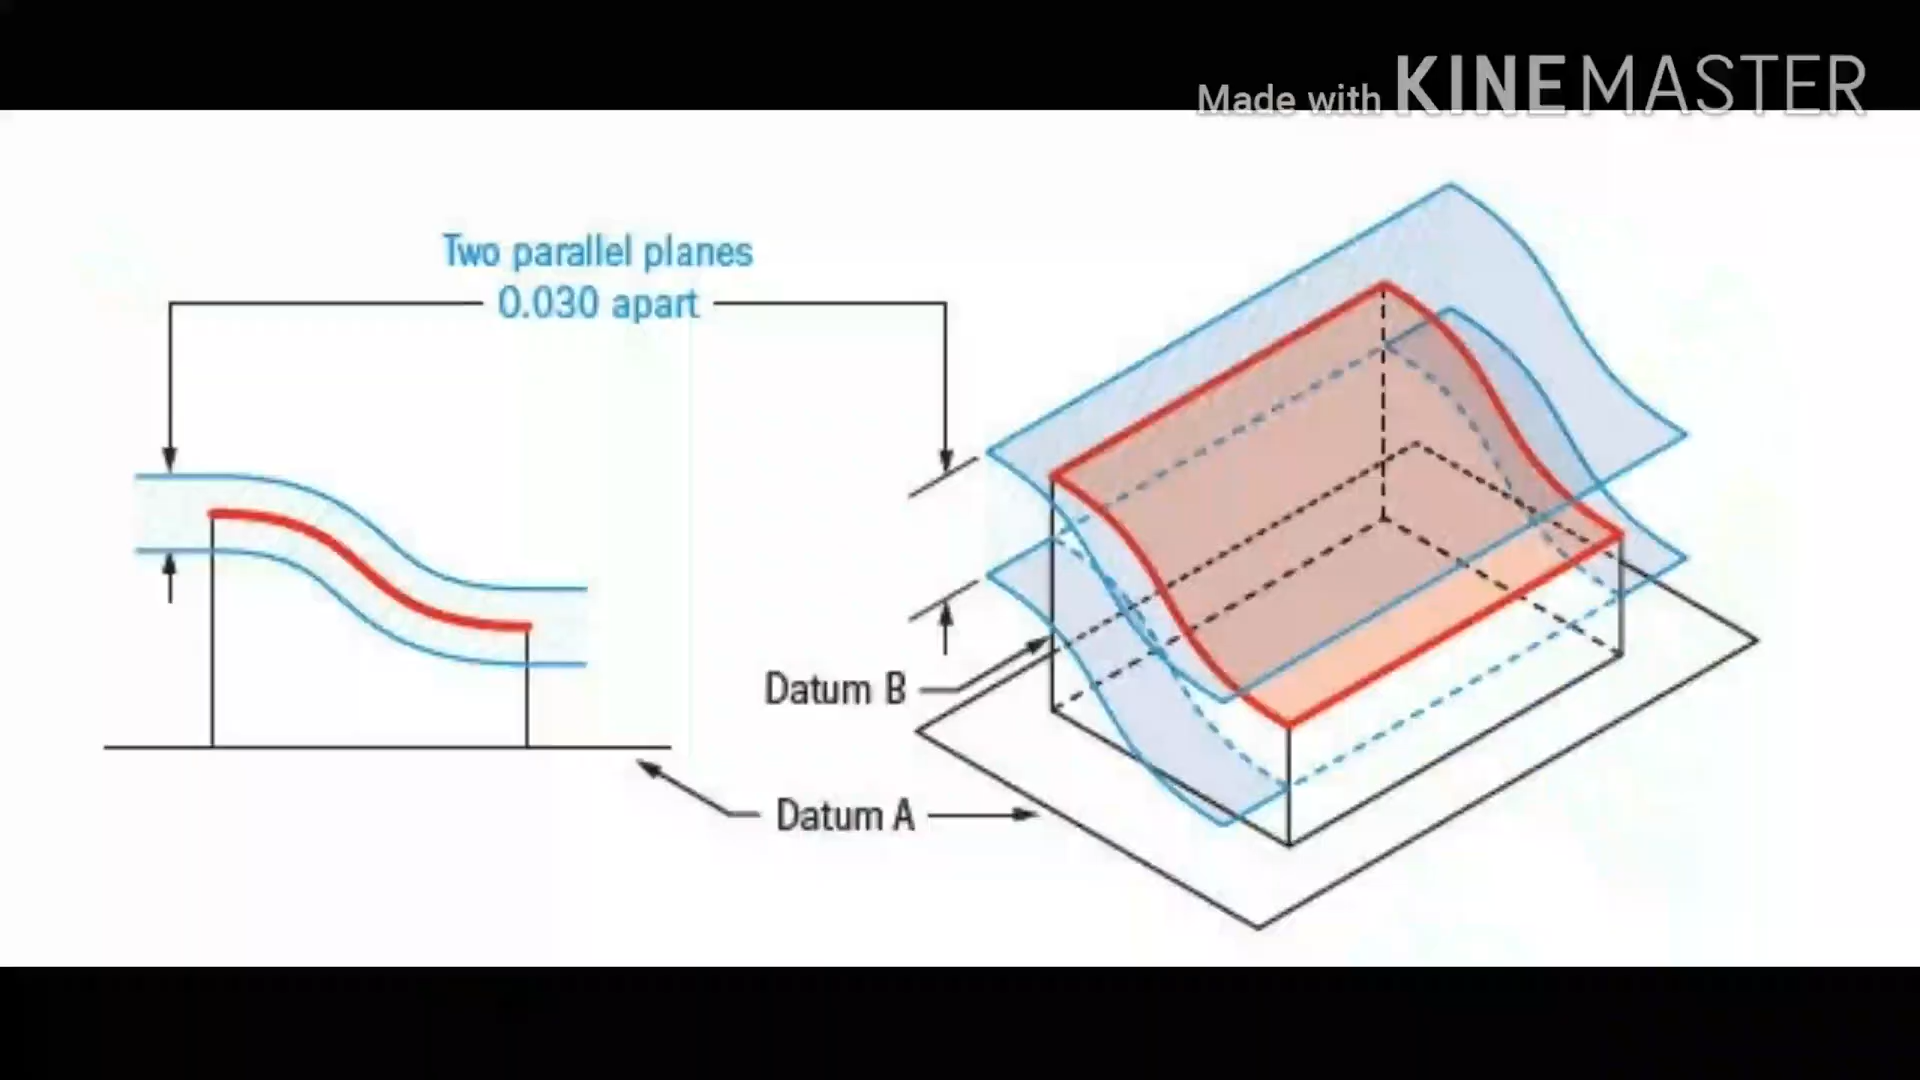 Made with KINEMASTER
Two parallel planes
0.030 apart
Datum B
Datum A